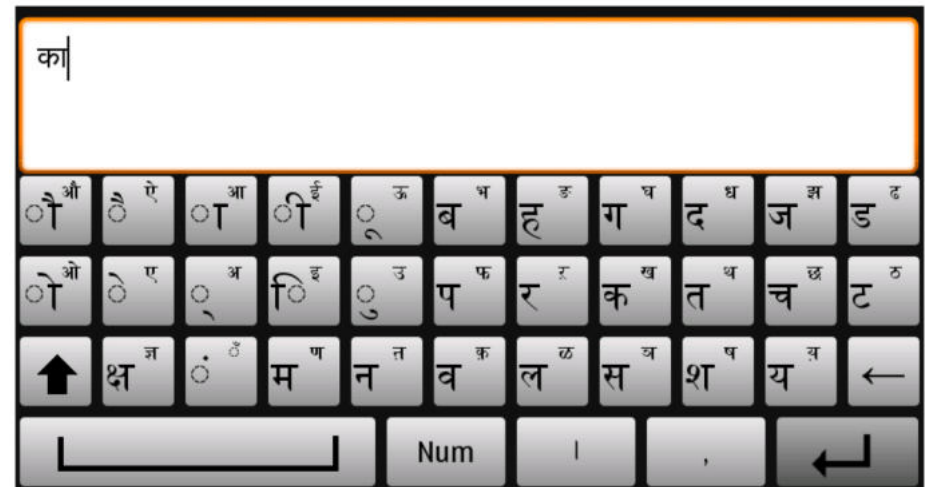 का
ौ औ ै ऐ ा आ ी ई ू ऊ ब भ ह ङ ग घ द ध ज झ ड ढ
ो ओ े ए ् अ ि इ ु उ प फ र ऱ क ख त थ च छ ट ठ
क्ष ज्ञ ं ँ म ण न ऩ व क़ ल ळ स ञ श ष य य़ ←
Num । ,